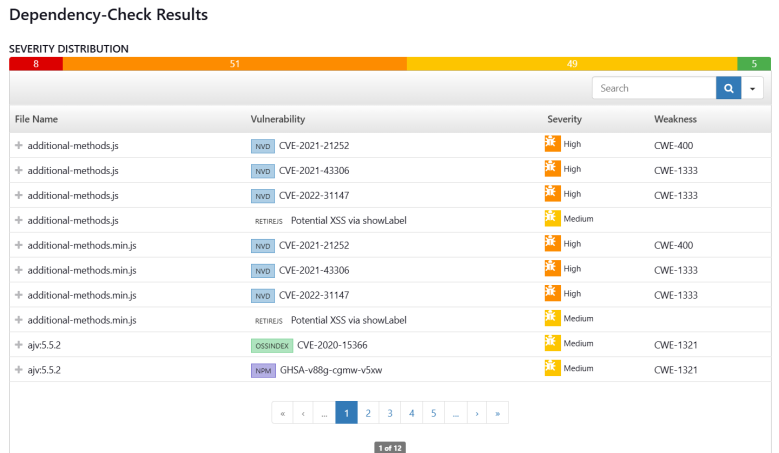 Dependency-Check Results
SEVERITY DISTRIBUTION
8 51 49 5
Search
File Name Vulnerability Severity Weakness
additional-methods.js NVD CVE-2021-21252 High CWE-400
additional-methods.js NVD CVE-2021-43306 High CWE-1333
additional-methods.js NVD CVE-2022-31147 High CWE-1333
additional-methods.js RETIREJS Potential XSS via showLabel Medium
additional-methods.min.js NVD CVE-2021-21252 High CWE-400
additional-methods.min.js NVD CVE-2021-43306 High CWE-1333
additional-methods.min.js NVD CVE-2022-31147 High CWE-1333
additional-methods.min.js RETIREJS Potential XSS via showLabel Medium
ajv:5.5.2 OSSINDEX CVE-2020-15366 Medium CWE-1321
ajv:5.5.2 NPM GHSA-v88g-cgmw-v5xw Medium CWE-1321
« ‹ ... 1 2 3 4 5 ... › »
1 of 12